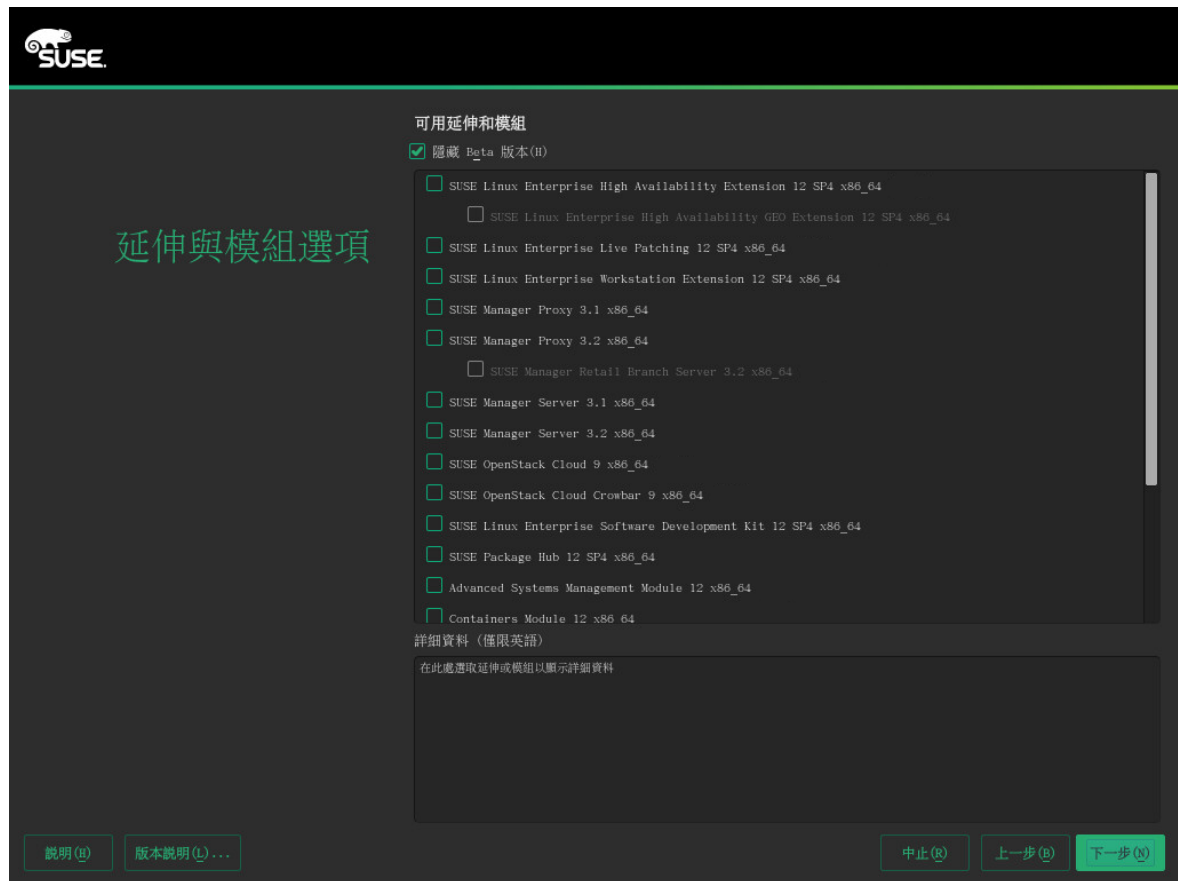 SUSE.
可用延伸和模組
隱藏 Beta 版本(H)
SUSE Linux Enterprise High Availability Extension 12 SP4 x86_64
SUSE Linux Enterprise High Availability GEO Extension 12 SP4 x86_64
延伸與模組選項
SUSE Linux Enterprise Live Patching 12 SP4 x86_64
SUSE Linux Enterprise Workstation Extension 12 SP4 x86_64
SUSE Manager Proxy 3.1 x86_64
SUSE Manager Proxy 3.2 x86_64
SUSE Manager Retail Branch Server 3.2 x86_64
SUSE Manager Server 3.1 x86_64
SUSE Manager Server 3.2 x86_64
SUSE OpenStack Cloud 9 x86_64
SUSE OpenStack Cloud Crowbar 9 x86_64
SUSE Linux Enterprise Software Development Kit 12 SP4 x86_64
SUSE Package Hub 12 SP4 x86_64
Advanced Systems Management Module 12 x86_64
Containers Module 12 x86_64
詳細資料（僅限英語）
在此處選取延伸或模組以顯示詳細資料
說明(H)
版本說明(L)...
中止(R)
上一步(B)
下一步(N)